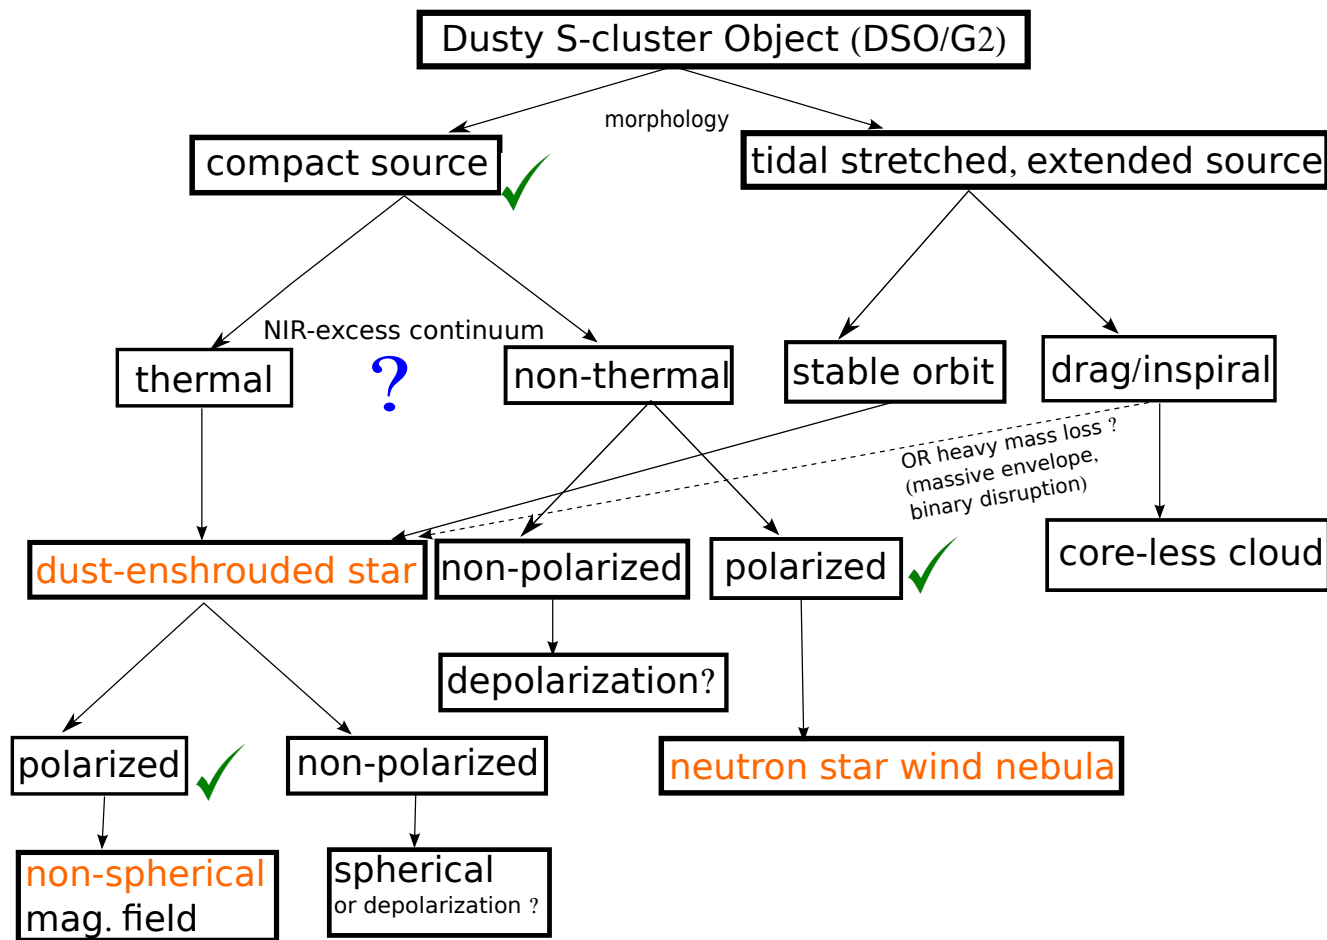 Dusty S-cluster Object (DSO/G2)
morphology
compact source
tidal stretched, extended source
NIR-excess continuum
?
thermal
non-thermal
stable orbit
drag/inspiral
OR heavy mass loss ?
(massive envelope,
binary disruption)
dust-enshrouded star
non-polarized
polarized
core-less cloud
depolarization?
polarized
non-polarized
neutron star wind nebula
non-spherical
mag. field
spherical
or depolarization ?